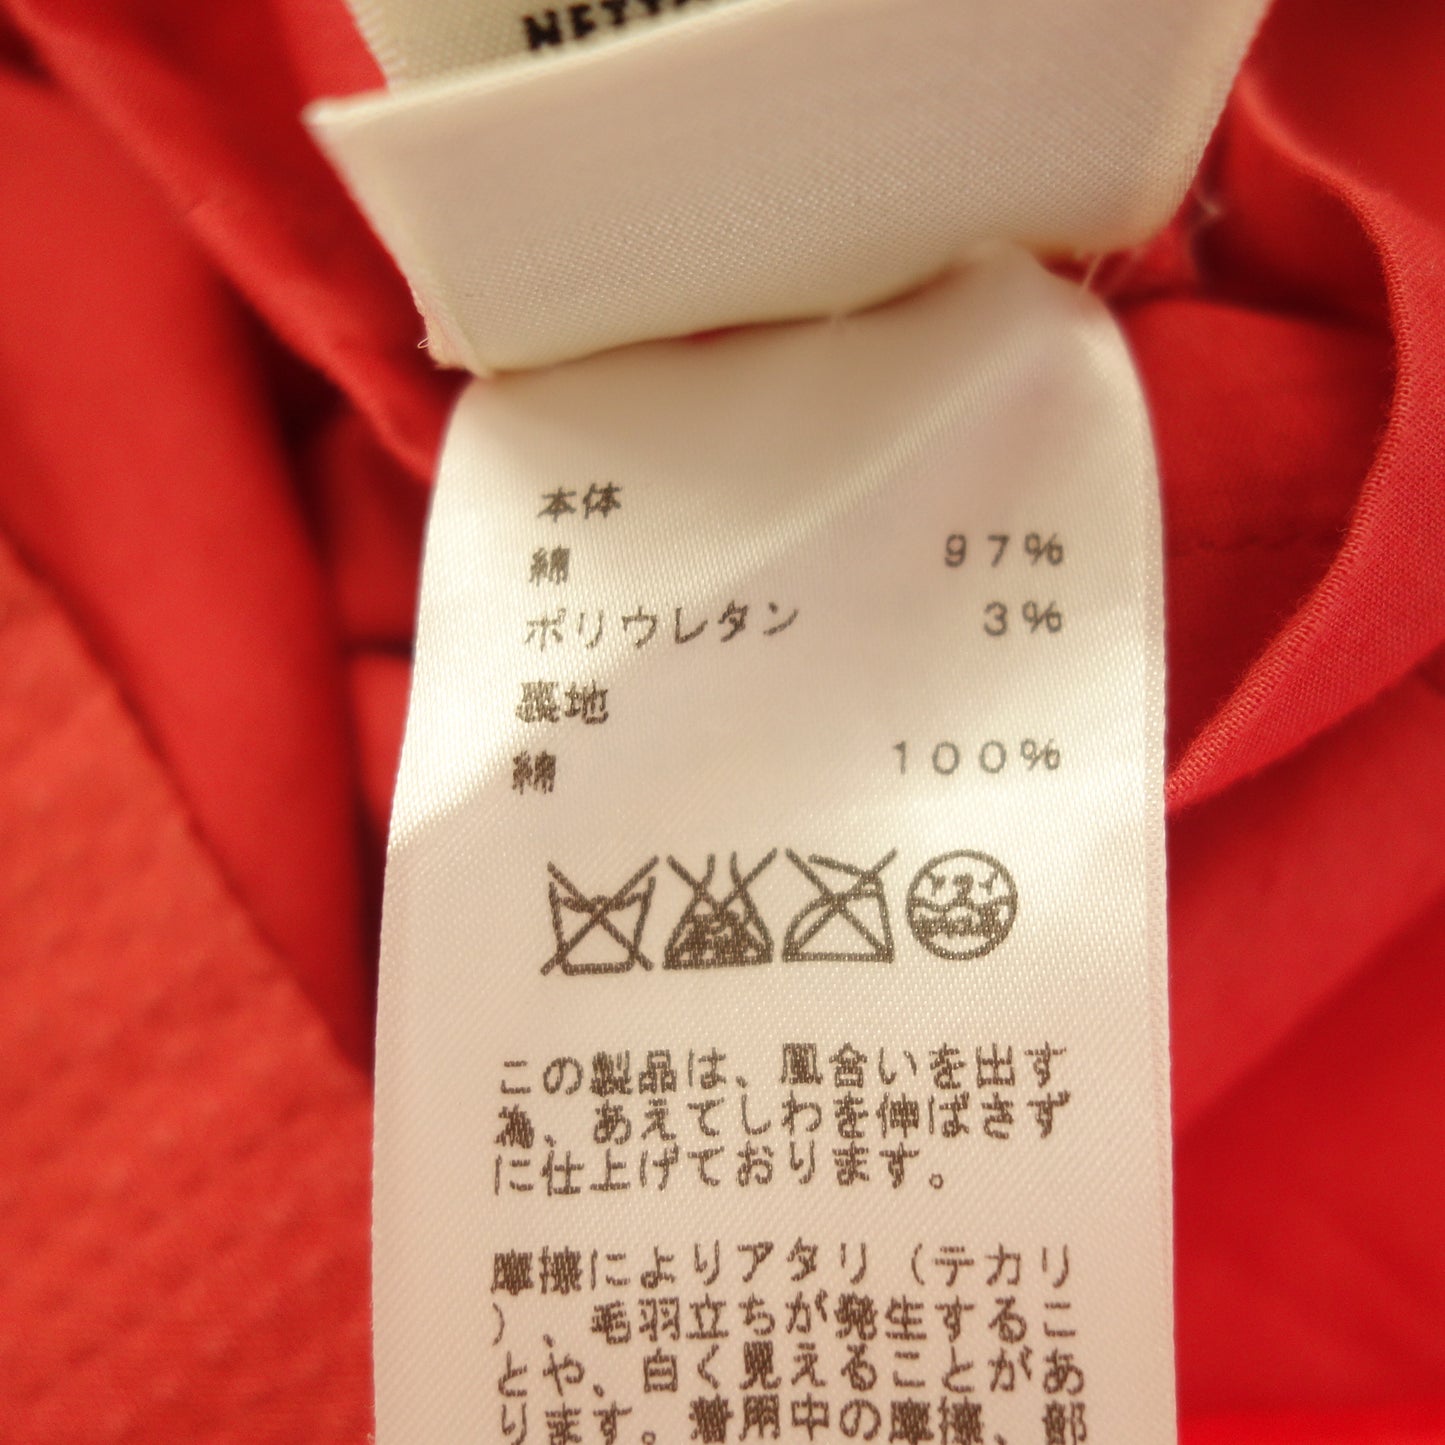 本体
綿 97%
ポリウレタン 3%
裏地
綿 100%
ドライ
この製品は、風合いを出す
為、あえてしわを伸ばさず
に仕上げております。
摩擦によりアタリ（テカリ
）、毛羽立ちが発生するこ
とや、白く見えることがあ
ります。着用中の摩擦、部